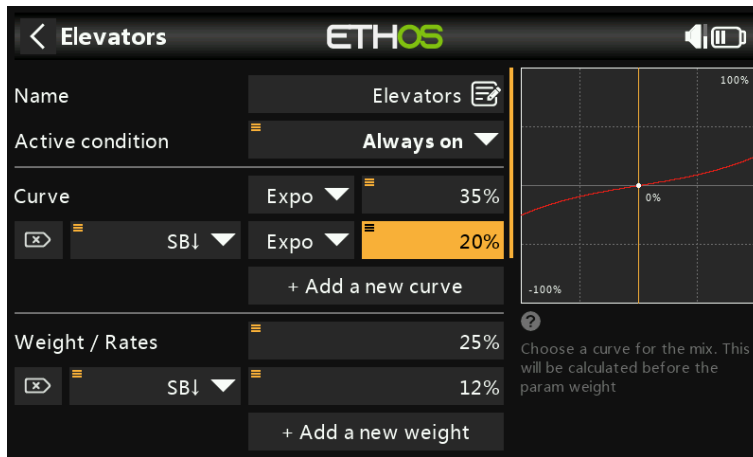 Elevators
ETHOS
Name
Elevators
Active condition
Always on
Curve
Expo
35%
SB↓
Expo
20%
+ Add a new curve
Weight / Rates
25%
SB↓
12%
+ Add a new weight
100%
0%
-100%
?
Choose a curve for the mix. This
will be calculated before the
param weight